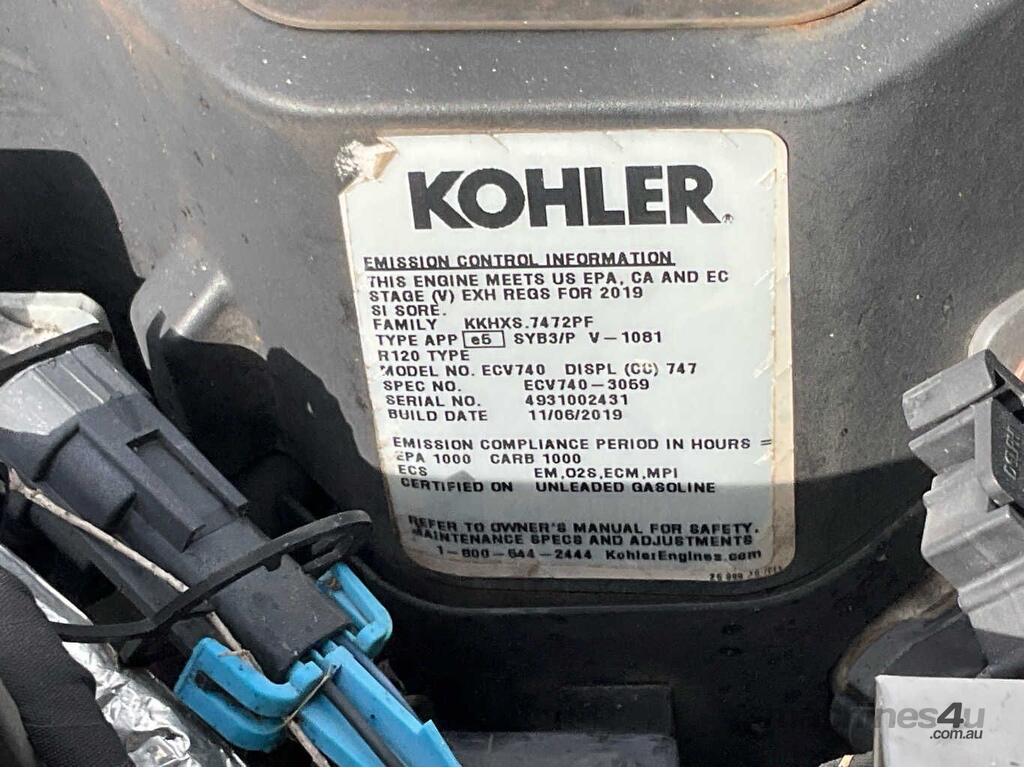 KOHLER®
EMISSION CONTROL INFORMATION
THIS ENGINE MEETS US EPA, CA AND EC
STAGE (V) EXH REGS FOR 2019
SI SORE.
FAMILY KKHXS.7472PF
TYPE APP e5 SYB3/P V-1081
R120 TYPE
MODEL NO. ECV740 DISPL (CC) 747
SPEC NO. ECV740-3059
SERIAL NO. 4931002431
BUILD DATE 11/06/2019
EMISSION COMPLIANCE PERIOD IN HOURS =
EPA 1000 CARB 1000
ECS EM,O2S,ECM,MPI
CERTIFIED ON UNLEADED GASOLINE
REFER TO OWNER'S MANUAL FOR SAFETY,
MAINTENANCE SPECS AND ADJUSTMENTS
1-800-544-2444 KohlerEngines.com
machines4u
.com.au